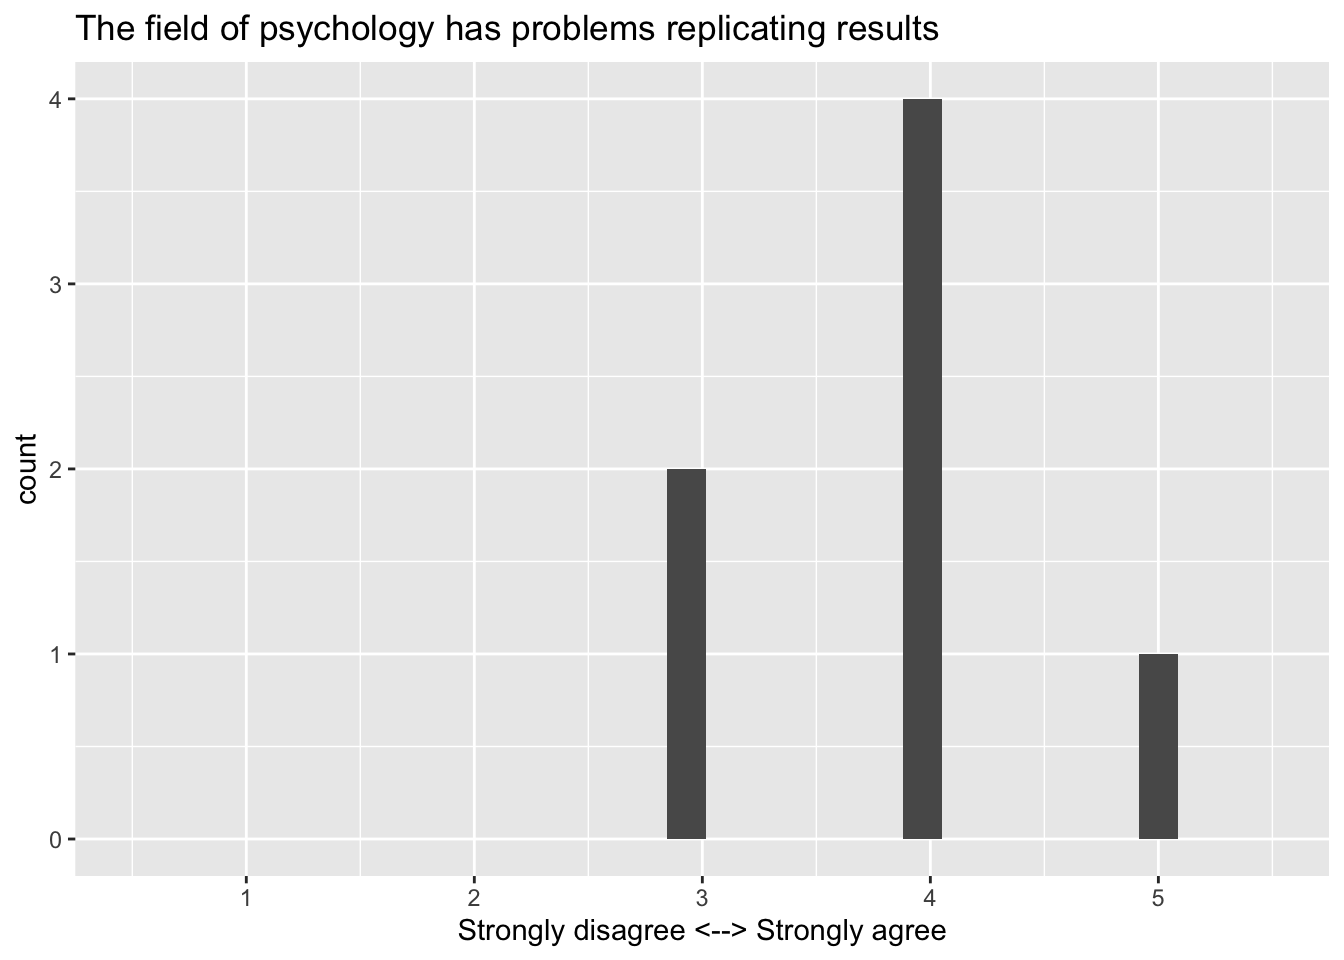 The field of psychology has problems replicating results
4
3
2
1
0
count
1 2 3 4 5
Strongly disagree <--> Strongly agree